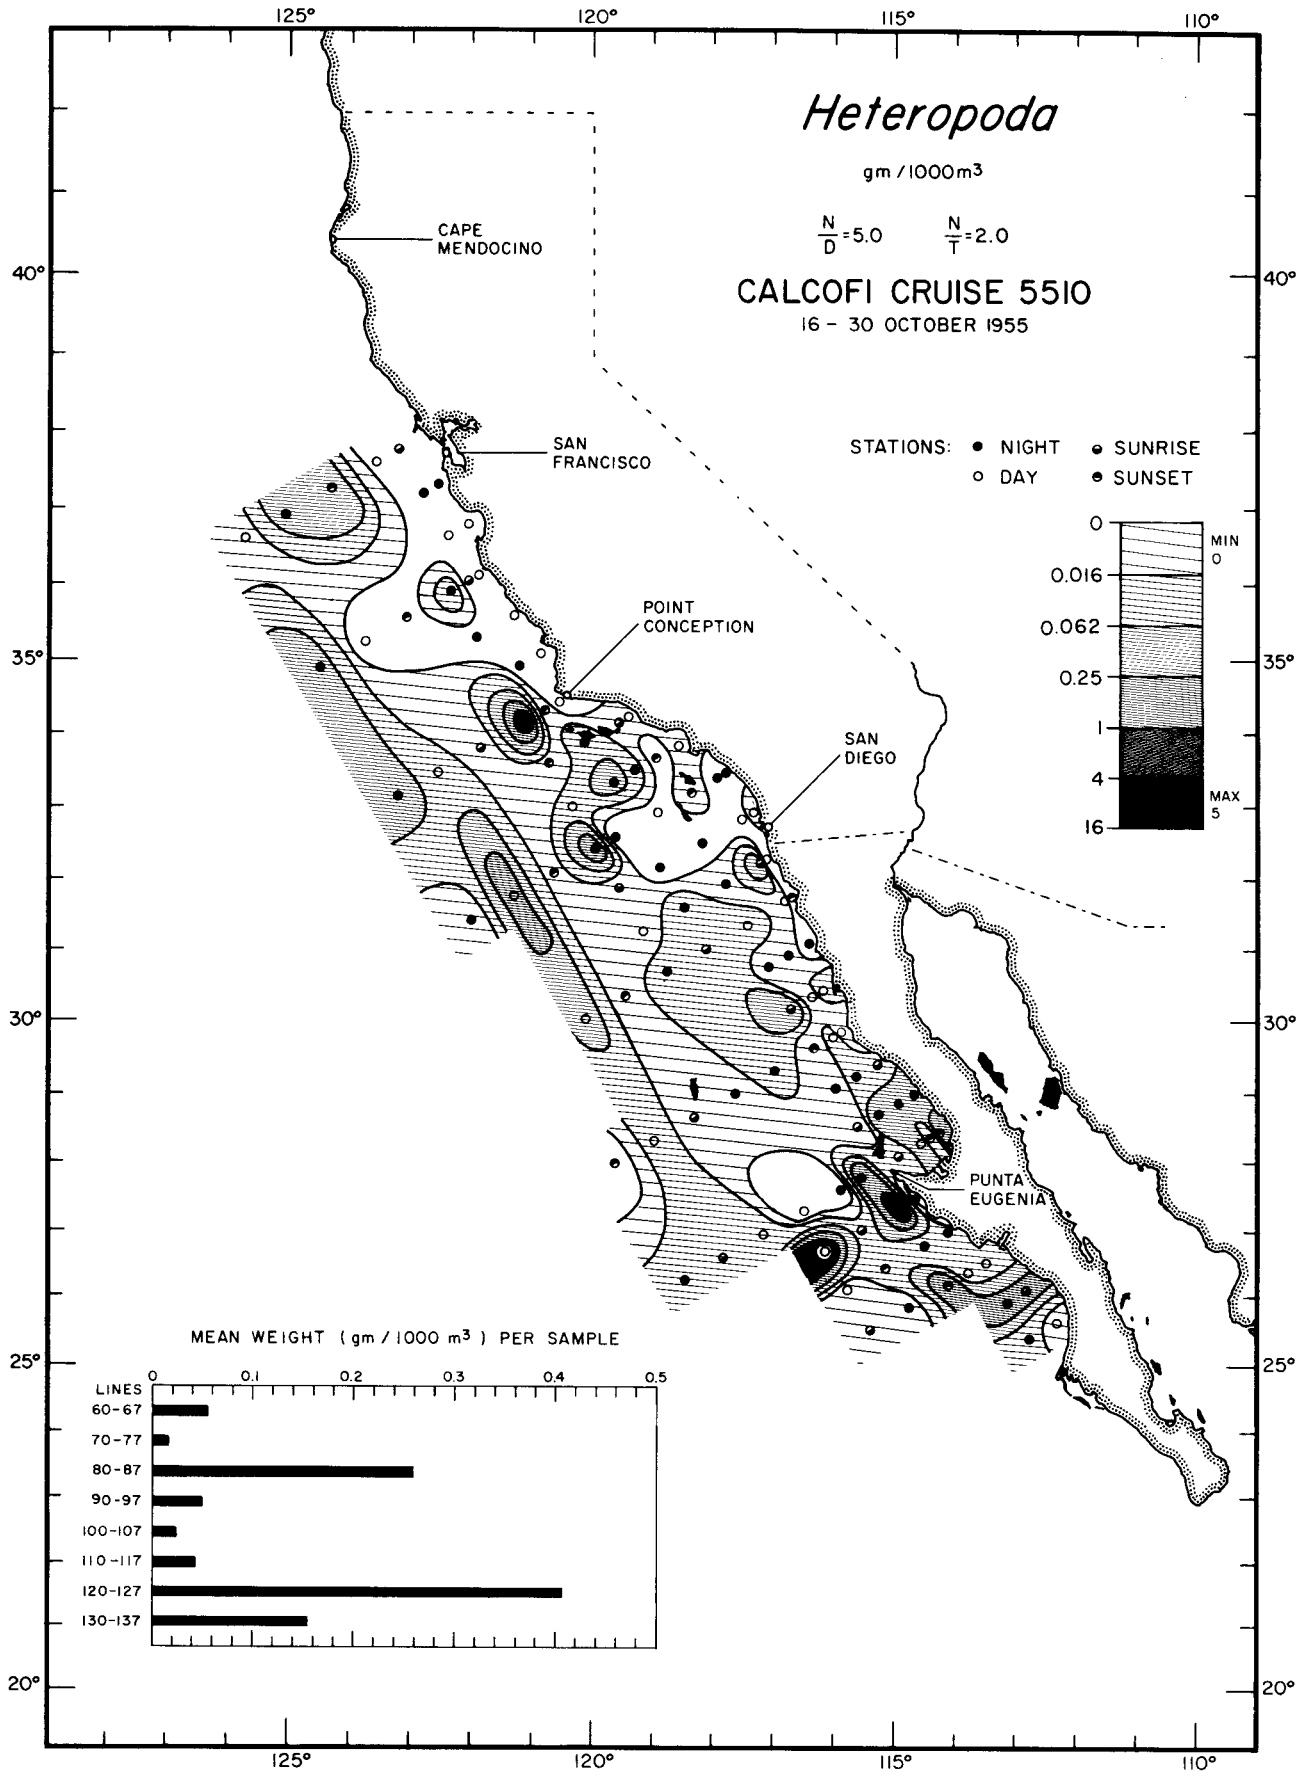 125° 120° 115° 110°
Heteropoda
gm/1000m³
N/D=5.0 N/T=2.0
CALCOFI CRUISE 5510
16 - 30 OCTOBER 1955
CAPE
MENDOCINO
40° 40°
SAN
FRANCISCO
STATIONS: NIGHT SUNRISE
DAY SUNSET
0
MIN
0
0.016
0.062
0.25
1
4
MAX
5
16
POINT
CONCEPTION
35° 35°
SAN
DIEGO
30° 30°
PUNTA
EUGENIA
25° 25°
MEAN WEIGHT (gm/1000 m³) PER SAMPLE
0 0.1 0.2 0.3 0.4 0.5
LINES
60-67
70-77
80-87
90-97
100-107
110-117
120-127
130-137
20° 20°
125° 120° 115° 110°